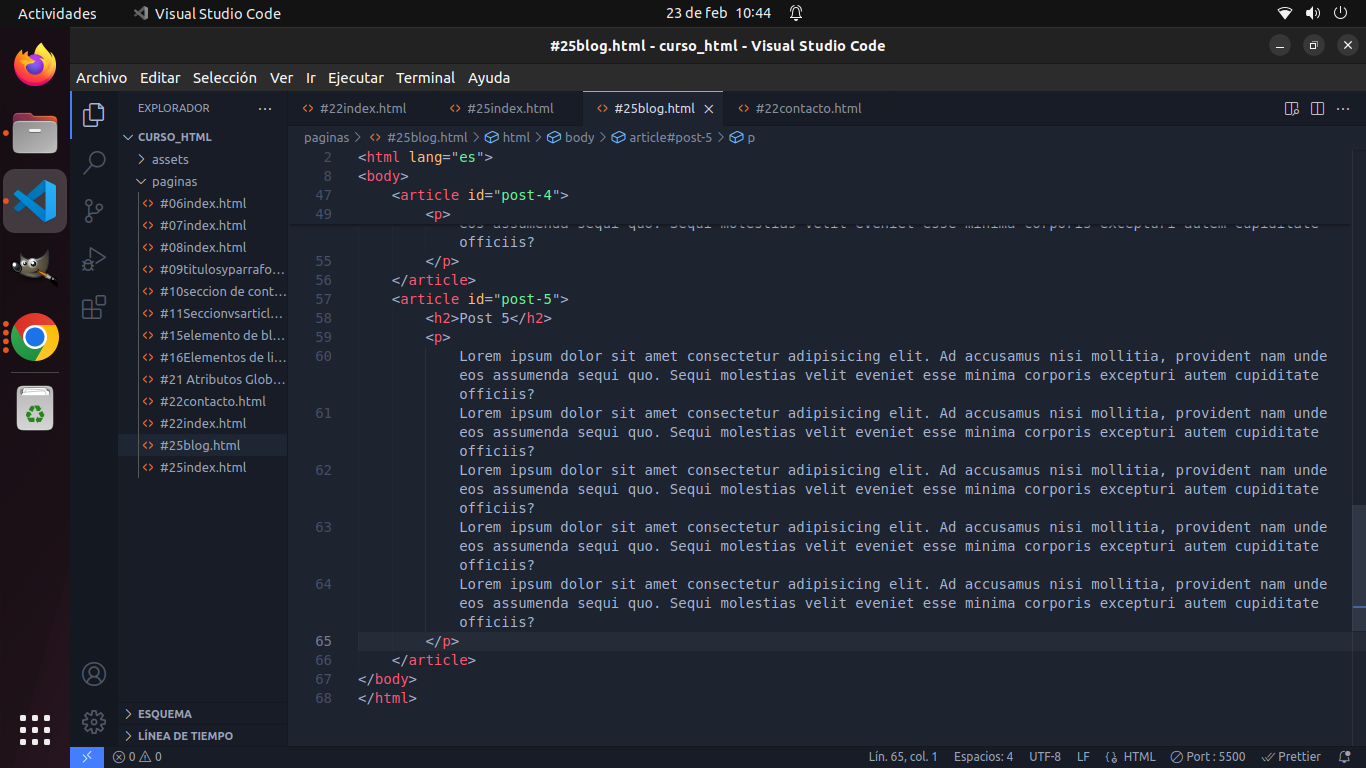 Actividades Visual Studio Code 23 de feb 10:44
#25blog.html - curso_html - Visual Studio Code
Archivo Editar Selección Ver Ir Ejecutar Terminal Ayuda
EXPLORADOR
CURSO_HTML
assets
paginas
#06index.html
#07index.html
#08index.html
#09titulosyparrafo...
#10seccion de cont...
#11Seccionvsarticl...
#15elemento de bl...
#16Elementos de li...
#21 Atributos Glob...
#22contacto.html
#22index.html
#25blog.html
#25index.html
ESQUEMA
LÍNEA DE TIEMPO
#22index.html #25index.html #25blog.html #22contacto.html
paginas > #25blog.html > html > body > article#post-5 > p
2 <html lang="es">
8 <body>
47 <article id="post-4">
49 <p>
eos assumenda sequi quo. Sequi molestias velit eveniet esse minima corporis excepturi autem cupiditate
officiis?
55 </p>
56 </article>
57 <article id="post-5">
58 <h2>Post 5</h2>
59 <p>
60 Lorem ipsum dolor sit amet consectetur adipisicing elit. Ad accusamus nisi mollitia, provident nam unde
eos assumenda sequi quo. Sequi molestias velit eveniet esse minima corporis excepturi autem cupiditate
officiis?
61 Lorem ipsum dolor sit amet consectetur adipisicing elit. Ad accusamus nisi mollitia, provident nam unde
eos assumenda sequi quo. Sequi molestias velit eveniet esse minima corporis excepturi autem cupiditate
officiis?
62 Lorem ipsum dolor sit amet consectetur adipisicing elit. Ad accusamus nisi mollitia, provident nam unde
eos assumenda sequi quo. Sequi molestias velit eveniet esse minima corporis excepturi autem cupiditate
officiis?
63 Lorem ipsum dolor sit amet consectetur adipisicing elit. Ad accusamus nisi mollitia, provident nam unde
eos assumenda sequi quo. Sequi molestias velit eveniet esse minima corporis excepturi autem cupiditate
officiis?
64 Lorem ipsum dolor sit amet consectetur adipisicing elit. Ad accusamus nisi mollitia, provident nam unde
eos assumenda sequi quo. Sequi molestias velit eveniet esse minima corporis excepturi autem cupiditate
officiis?
65 </p>
66 </article>
67 </body>
68 </html>
0 0 Lín. 65, col. 1 Espacios: 4 UTF-8 LF HTML Port : 5500 Prettier